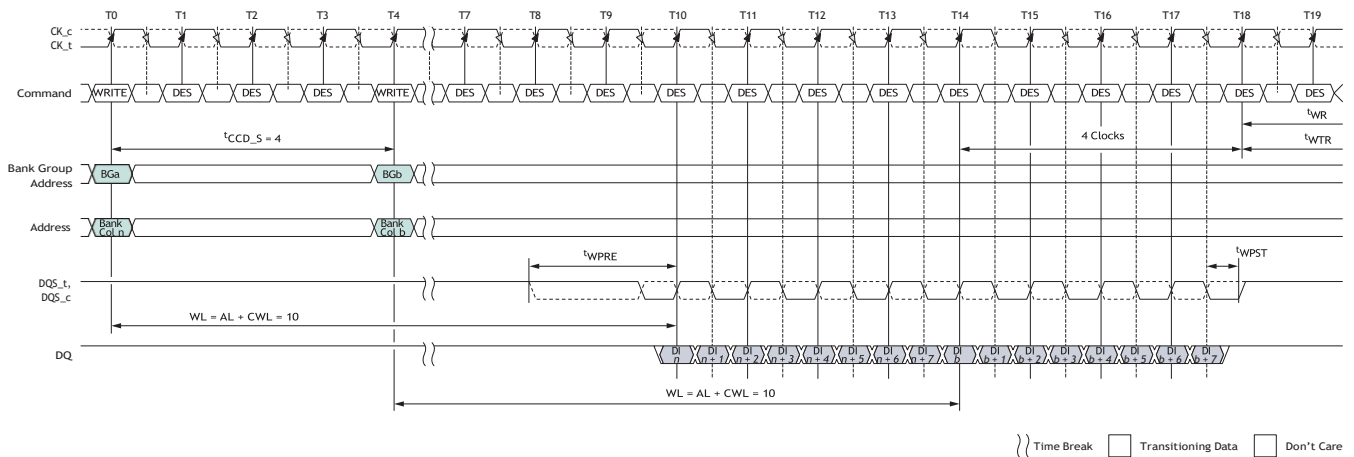 T0 T1 T2 T3 T4 T7 T8 T9 T10 T11 T12 T13 T14 T15 T16 T17 T18 T19
CK_c
CK_t
Command WRITE DES DES DES WRITE DES DES DES DES DES DES DES DES DES DES DES DES DES
tWR
tCCD_S = 4
4 Clocks
tWTR
Bank Group
Address
BGa BGb
Address
Bank
Col n
Bank
Col b
tWPRE tWPST
DQS_t,
DQS_c
WL = AL + CWL = 10
DQ
DI
n
DI
n + 1
DI
n + 2
DI
n + 3
DI
n + 4
DI
n + 5
DI
n + 6
DI
n + 7
DI
b
DI
b + 1
DI
b + 2
DI
b + 3
DI
b + 4
DI
b + 5
DI
b + 6
DI
b + 7
WL = AL + CWL = 10
Time Break Transitioning Data Don't Care